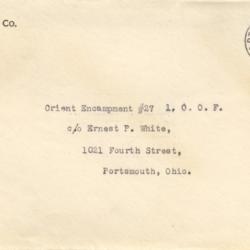 Co.
Orient Encampment #27 l. O. O. F.
c/o Ernest P. White,
1021 Fourth Street,
Portsmouth, Ohio.